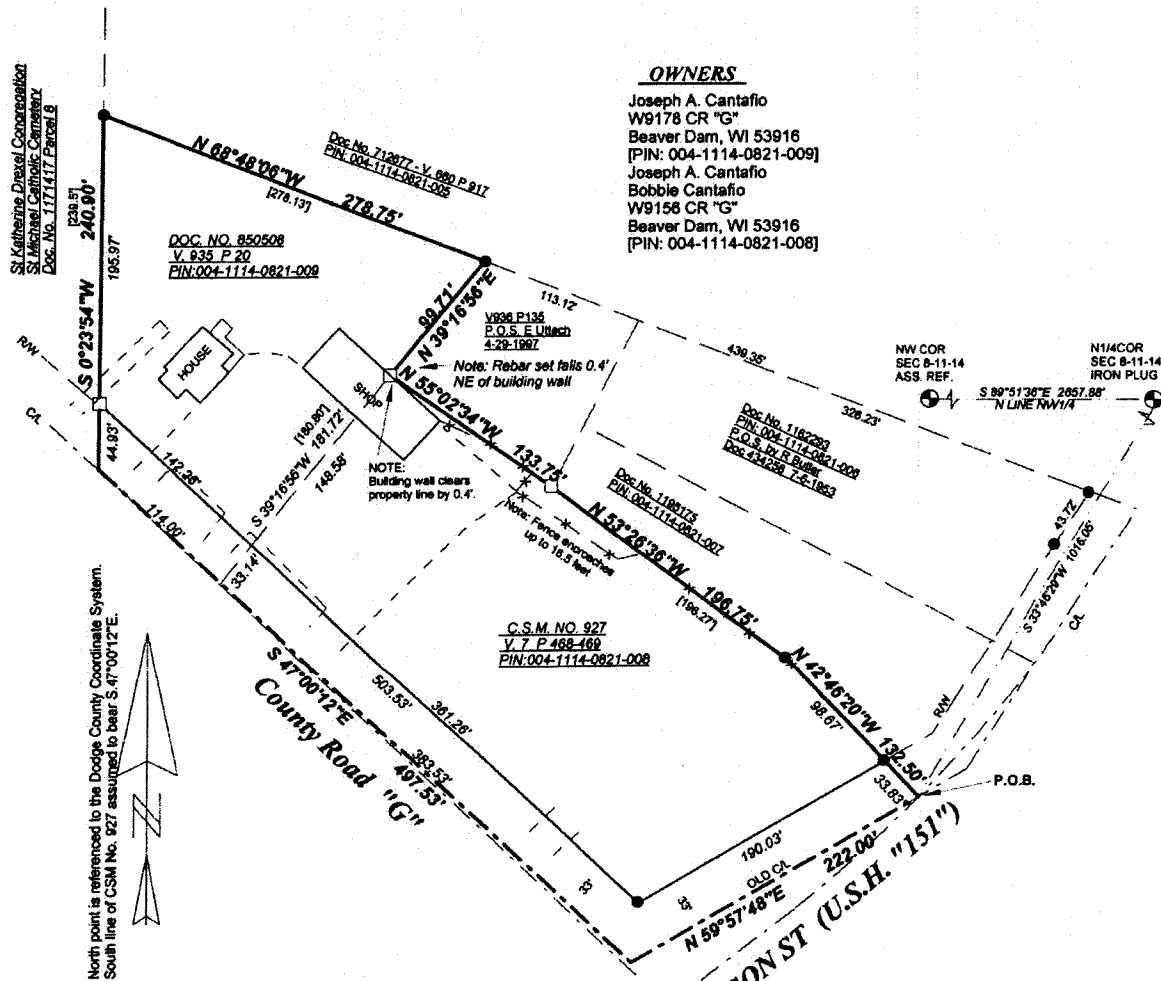 OWNERS
Joseph A. Cantafio
W9178 CR "G"
Beaver Dam, WI 53916
[PIN: 004-1114-0821-009]
Joseph A. Cantafio
Bobbie Cantafio
W9156 CR "G"
Beaver Dam, WI 53916
[PIN: 004-1114-0821-008]
St Katherine Drexel Congregation
St Michael Catholic Cemetery
Doc. No. 1171417 Parcel 8
N 68°48'06"W
[278.13']
278.75'
Doc No. 712677 - V. 660 P 917
PIN: 004-1114-0821-005
[239.5']
S 0°23'54"W 240.90'
195.97'
DOC. NO. 850508
V. 935 P 20
PIN:004-1114-0821-009
99.71'
N 39°16'56"E
V936 P135
P.O.S. E Uttech
4-29-1997
113.12'
439.35'
326.23'
Note: Rebar set falls 0.4'
NE of building wall
NW COR
SEC 8-11-14
ASS. REF.
N1/4COR
SEC 8-11-14
IRON PLUG
S 89°51'36"E 2657.88'
N LINE NW1/4
R/W
C/L
HOUSE
SHOP
N 55°02'34"W
133.75'
NOTE:
Building wall clears
property line by 0.4'.
[180.80']
S 39°16'56"W 181.72'
148.58'
33.14'
44.93'
142.26'
114.00'
Doc No. 1162293
PIN: 004-1114-0821-006
P.O.S. by R Butler
Doc 434256 7-6-1953
Doc No. 1195175
PIN: 004-1114-0821-007
43.72'
S 33°46'29"W 1016.05'
C/L
R/W
Note: Fence encroaches
up to 16.5 feet
N 53°26'36"W
196.75'
[196.27']
C.S.M. NO. 927
V. 7 P 468-469
PIN:004-1114-0821-008
N 42°46'20"W
132.50'
98.67'
33.83'
P.O.B.
S 47°00'12"E
497.53'
503.53'
361.26'
383.53'
County Road "G"
33'
33'
190.03'
OLD C/L
N 59°57'48"E
222.00'
ON ST (U.S.H. "151")
North point is referenced to the Dodge County Coordinate System.
South line of CSM No. 927 assumed to bear S.47°00'12"E.
N